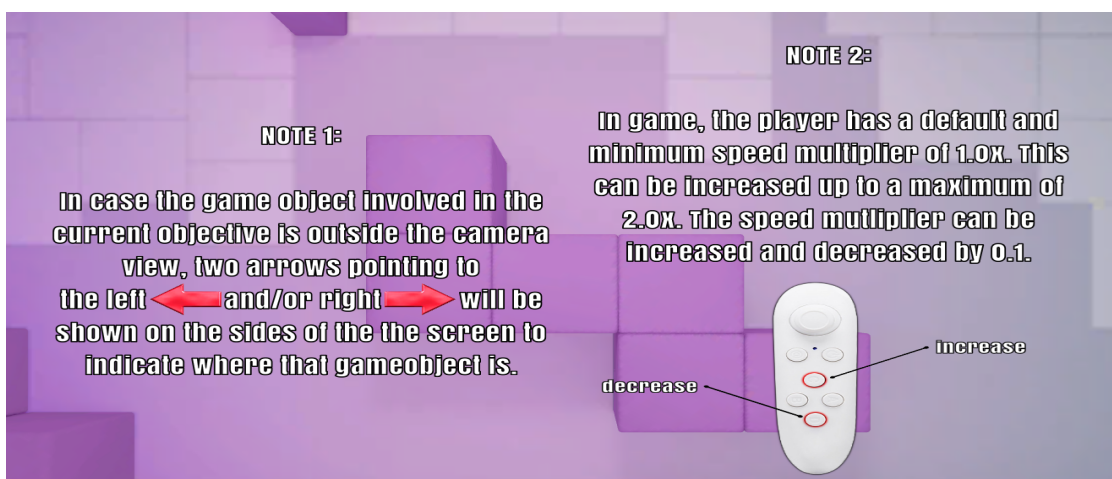 NOTE 1:
In case the game object involved in the
current objective is outside the camera
view, two arrows pointing to
the left and/or right will be
shown on the sides of the the screen to
indicate where that gameobject is.
NOTE 2:
In game, the player has a default and
minimum speed multiplier of 1.0x. This
can be increased up to a maximum of
2.0x. The speed mutliplier can be
increased and decreased by 0.1.
increase
decrease